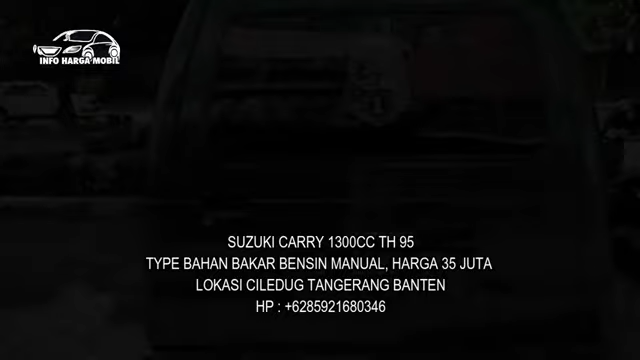 INFO HARGA MOBIL
SUZUKI CARRY 1300CC TH 95
TYPE BAHAN BAKAR BENSIN MANUAL, HARGA 35 JUTA
LOKASI CILEDUG TANGERANG BANTEN
HP : +6285921680346